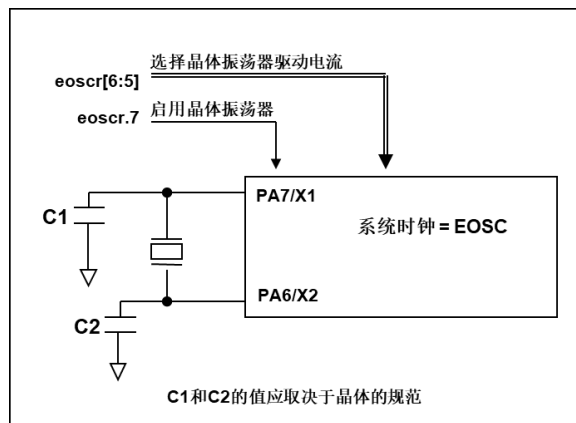 选择晶体振荡器驱动电流
eoscr[6:5]
eoscr.7 启用晶体振荡器
PA7/X1
C1
系统时钟 = EOSC
PA6/X2
C2
C1和C2的值应取决于晶体的规范